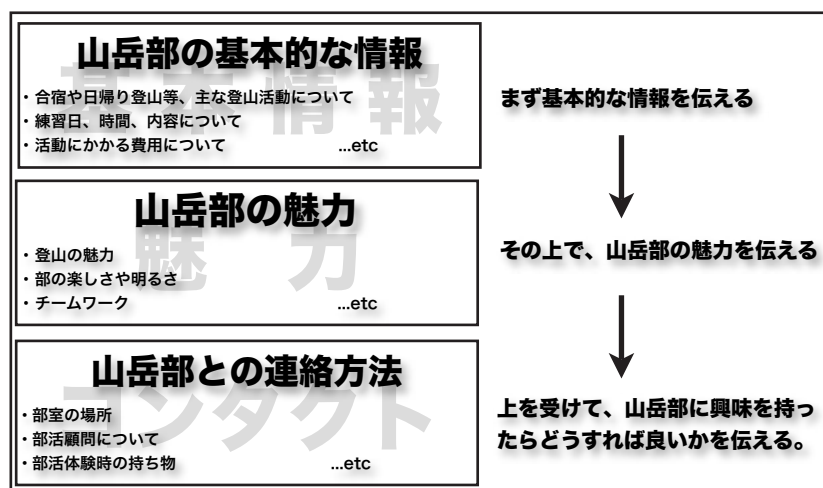 山岳部の基本的な情報
基本情報
・合宿や日帰り登山等、主な登山活動について
・練習日、時間、内容について
・活動にかかる費用について ...etc
まず基本的な情報を伝える
山岳部の魅力
魅力
・登山の魅力
・部の楽しさや明るさ
・チームワーク ...etc
その上で、山岳部の魅力を伝える
山岳部との連絡方法
コンタクト
・部室の場所
・部活顧問について
・部活体験時の持ち物 ...etc
上を受けて、山岳部に興味を持っ
たらどうすれば良いかを伝える。